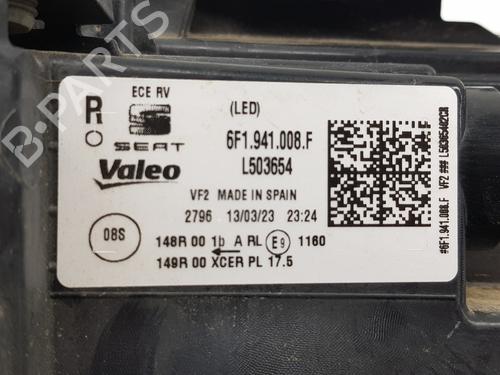 ECE RV
R
O
(LED)
SEAT
6F1.941.008.F
Valeo
L503654
VF2 MADE IN SPAIN
2796 13/03/23 23:24
08S
148R 00 1b A RL E9 1160
149R 00 XCER PL 17.5
#6F1.941.008.F VF2 ###
B-PARTS